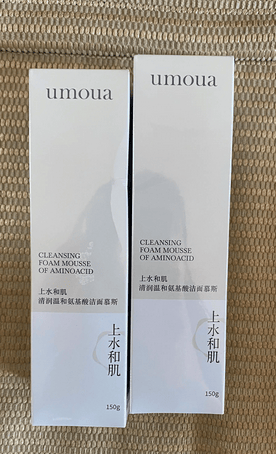 umoua
CLEANSING
FOAM MOUSSE
OF AMINOACID
上水和肌
清润温和氨基酸洁面慕斯
上水和肌
150g
umoua
CLEANSING
FOAM MOUSSE
OF AMINOACID
上水和肌
清润温和氨基酸洁面慕斯
上水和肌
150g